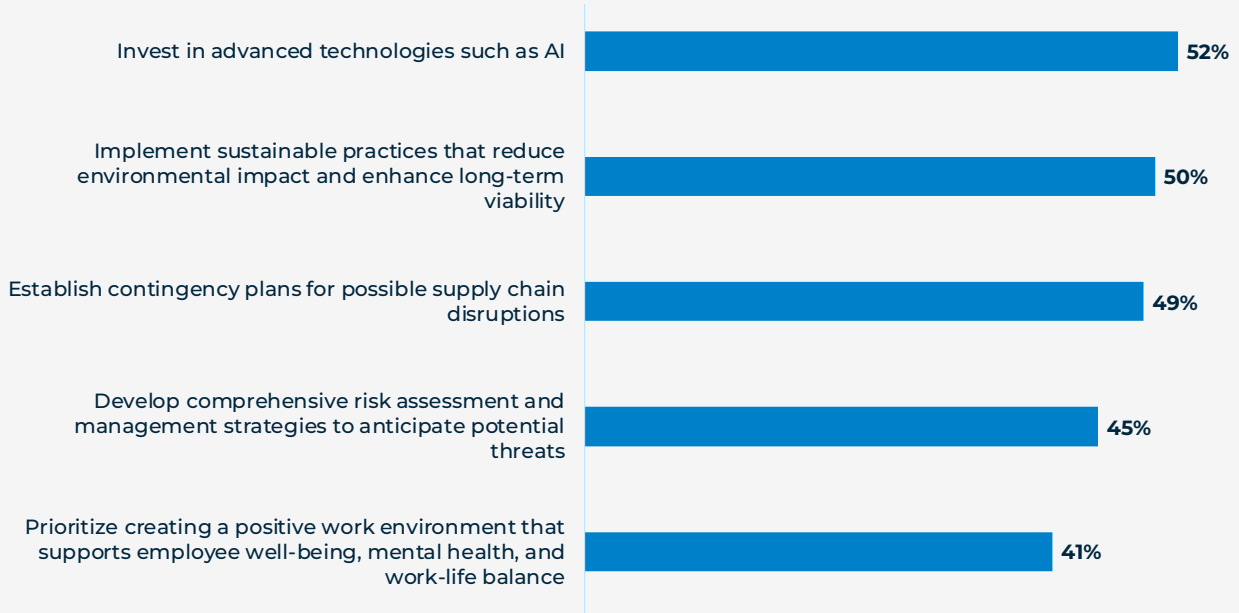 Invest in advanced technologies such as AI
52%
Implement sustainable practices that reduce
environmental impact and enhance long-term
viability
50%
Establish contingency plans for possible supply chain
disruptions
49%
Develop comprehensive risk assessment and
management strategies to anticipate potential
threats
45%
Prioritize creating a positive work environment that
supports employee well-being, mental health, and
work-life balance
41%